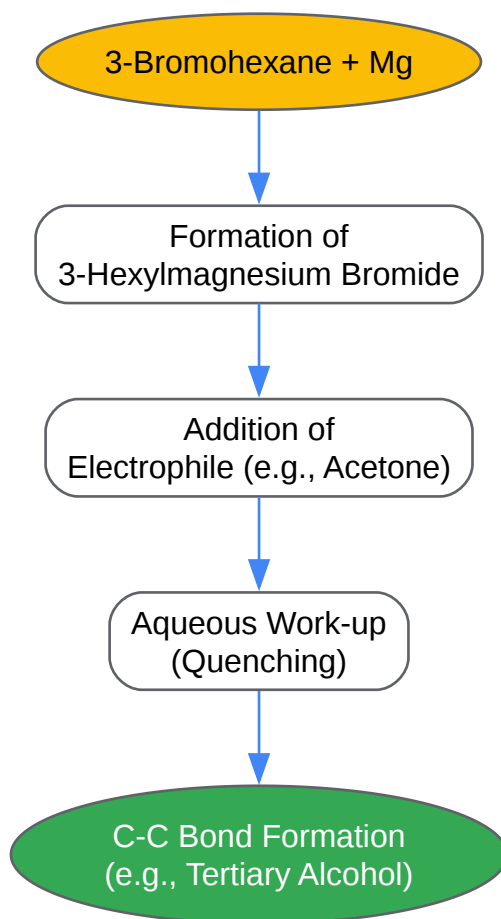 3-Bromohexane + Mg
Formation of
3-Hexylmagnesium Bromide
Addition of
Electrophile (e.g., Acetone)
Aqueous Work-up
(Quenching)
C-C Bond Formation
(e.g., Tertiary Alcohol)